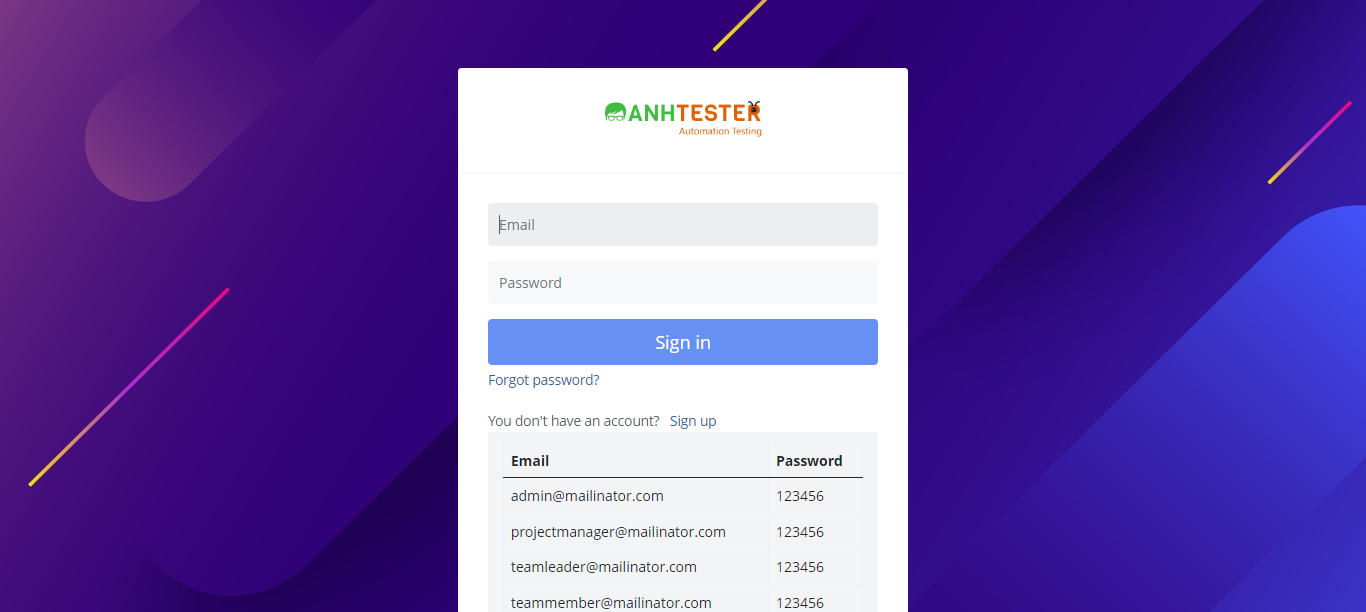 ANHTESTER
Automation Testing
Email
Password
Sign in
Forgot password?
You don't have an account? Sign up
Email Password
admin@mailinator.com 123456
projectmanager@mailinator.com 123456
teamleader@mailinator.com 123456
teammember@mailinator.com 123456